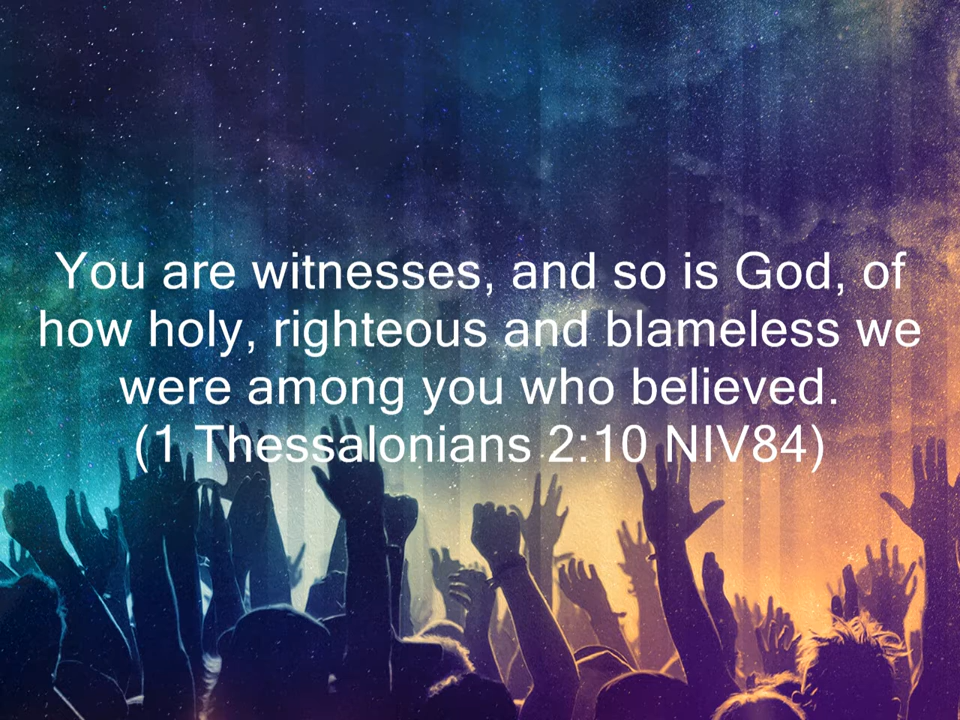 You are witnesses, and so is God, of
how holy, righteous and blameless we
were among you who believed.
(1 Thessalonians 2:10 NIV84)